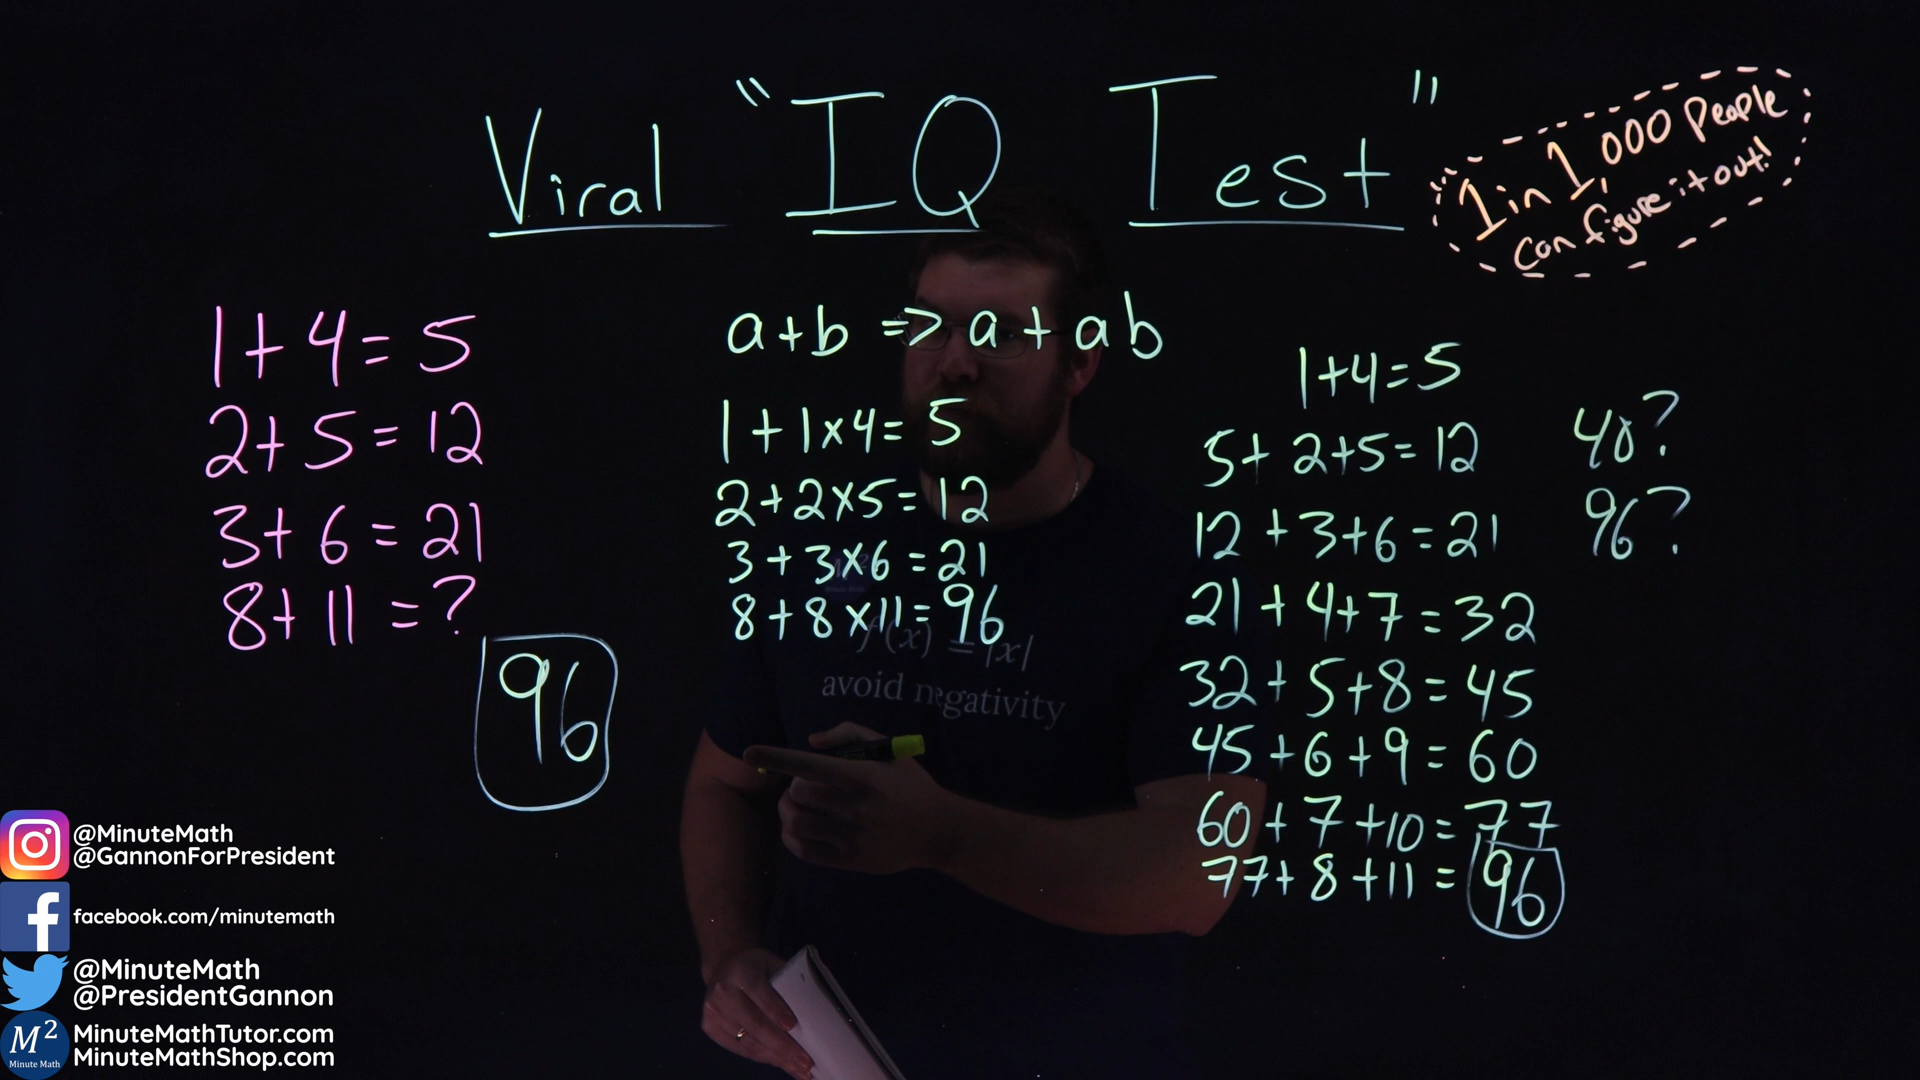 Viral "IQ Test"
"1 in 1,000 People
can figure it out!
1+4=5
2+5=12
3+6=21
8+11=?
96
a+b => a+ab
1+1x4=5
2+2x5=12
3+3x6=21
8+8x11=96
1+4=5
5+2+5=12
12+3+6=21
21+4+7=32
32+5+8=45
45+6+9=60
60+7+10=77
77+8+11=96
40?
96?
f(x) = |x|
avoid negativity
@MinuteMath
@GannonForPresident
facebook.com/minutemath
@MinuteMath
@PresidentGannon
M²
Minute Math
MinuteMathTutor.com
MinuteMathShop.com